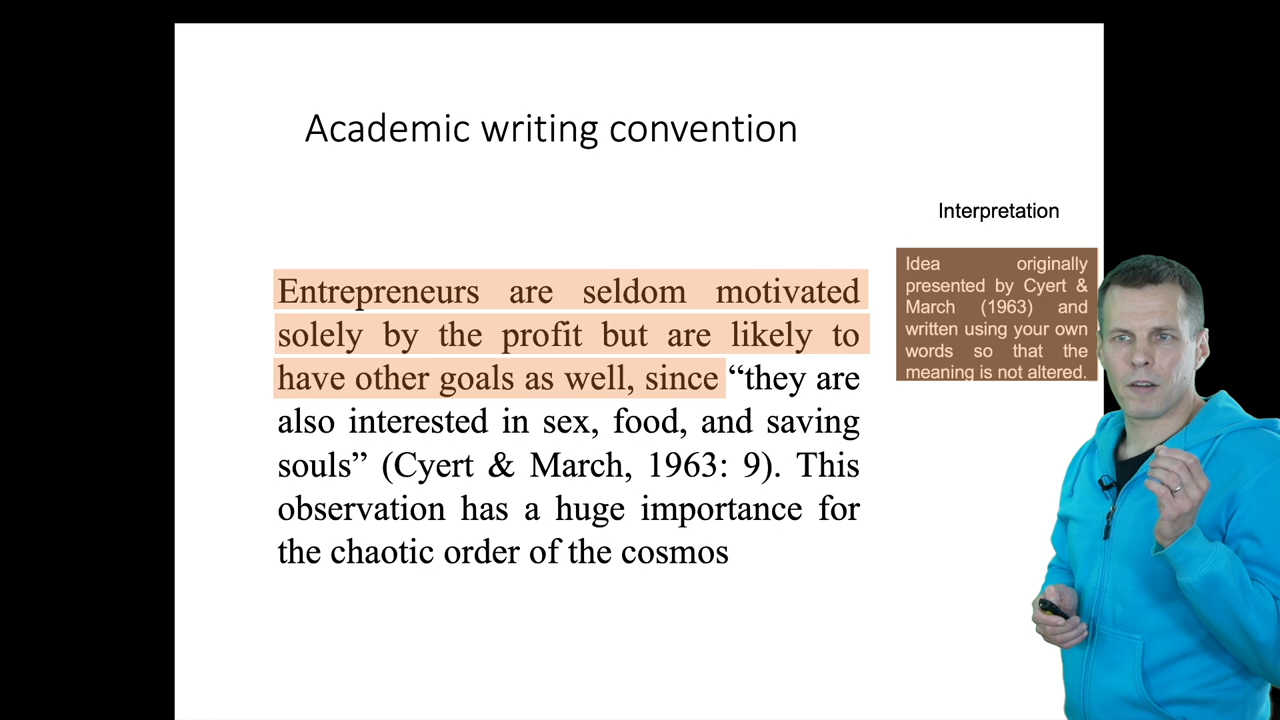 Academic writing convention
Interpretation
Entrepreneurs are seldom motivated
solely by the profit but are likely to
have other goals as well, since “they are
also interested in sex, food, and saving
souls” (Cyert & March, 1963: 9). This
observation has a huge importance for
the chaotic order of the cosmos
Idea originally
presented by Cyert &
March (1963) and
written using your own
words so that the
meaning is not altered.